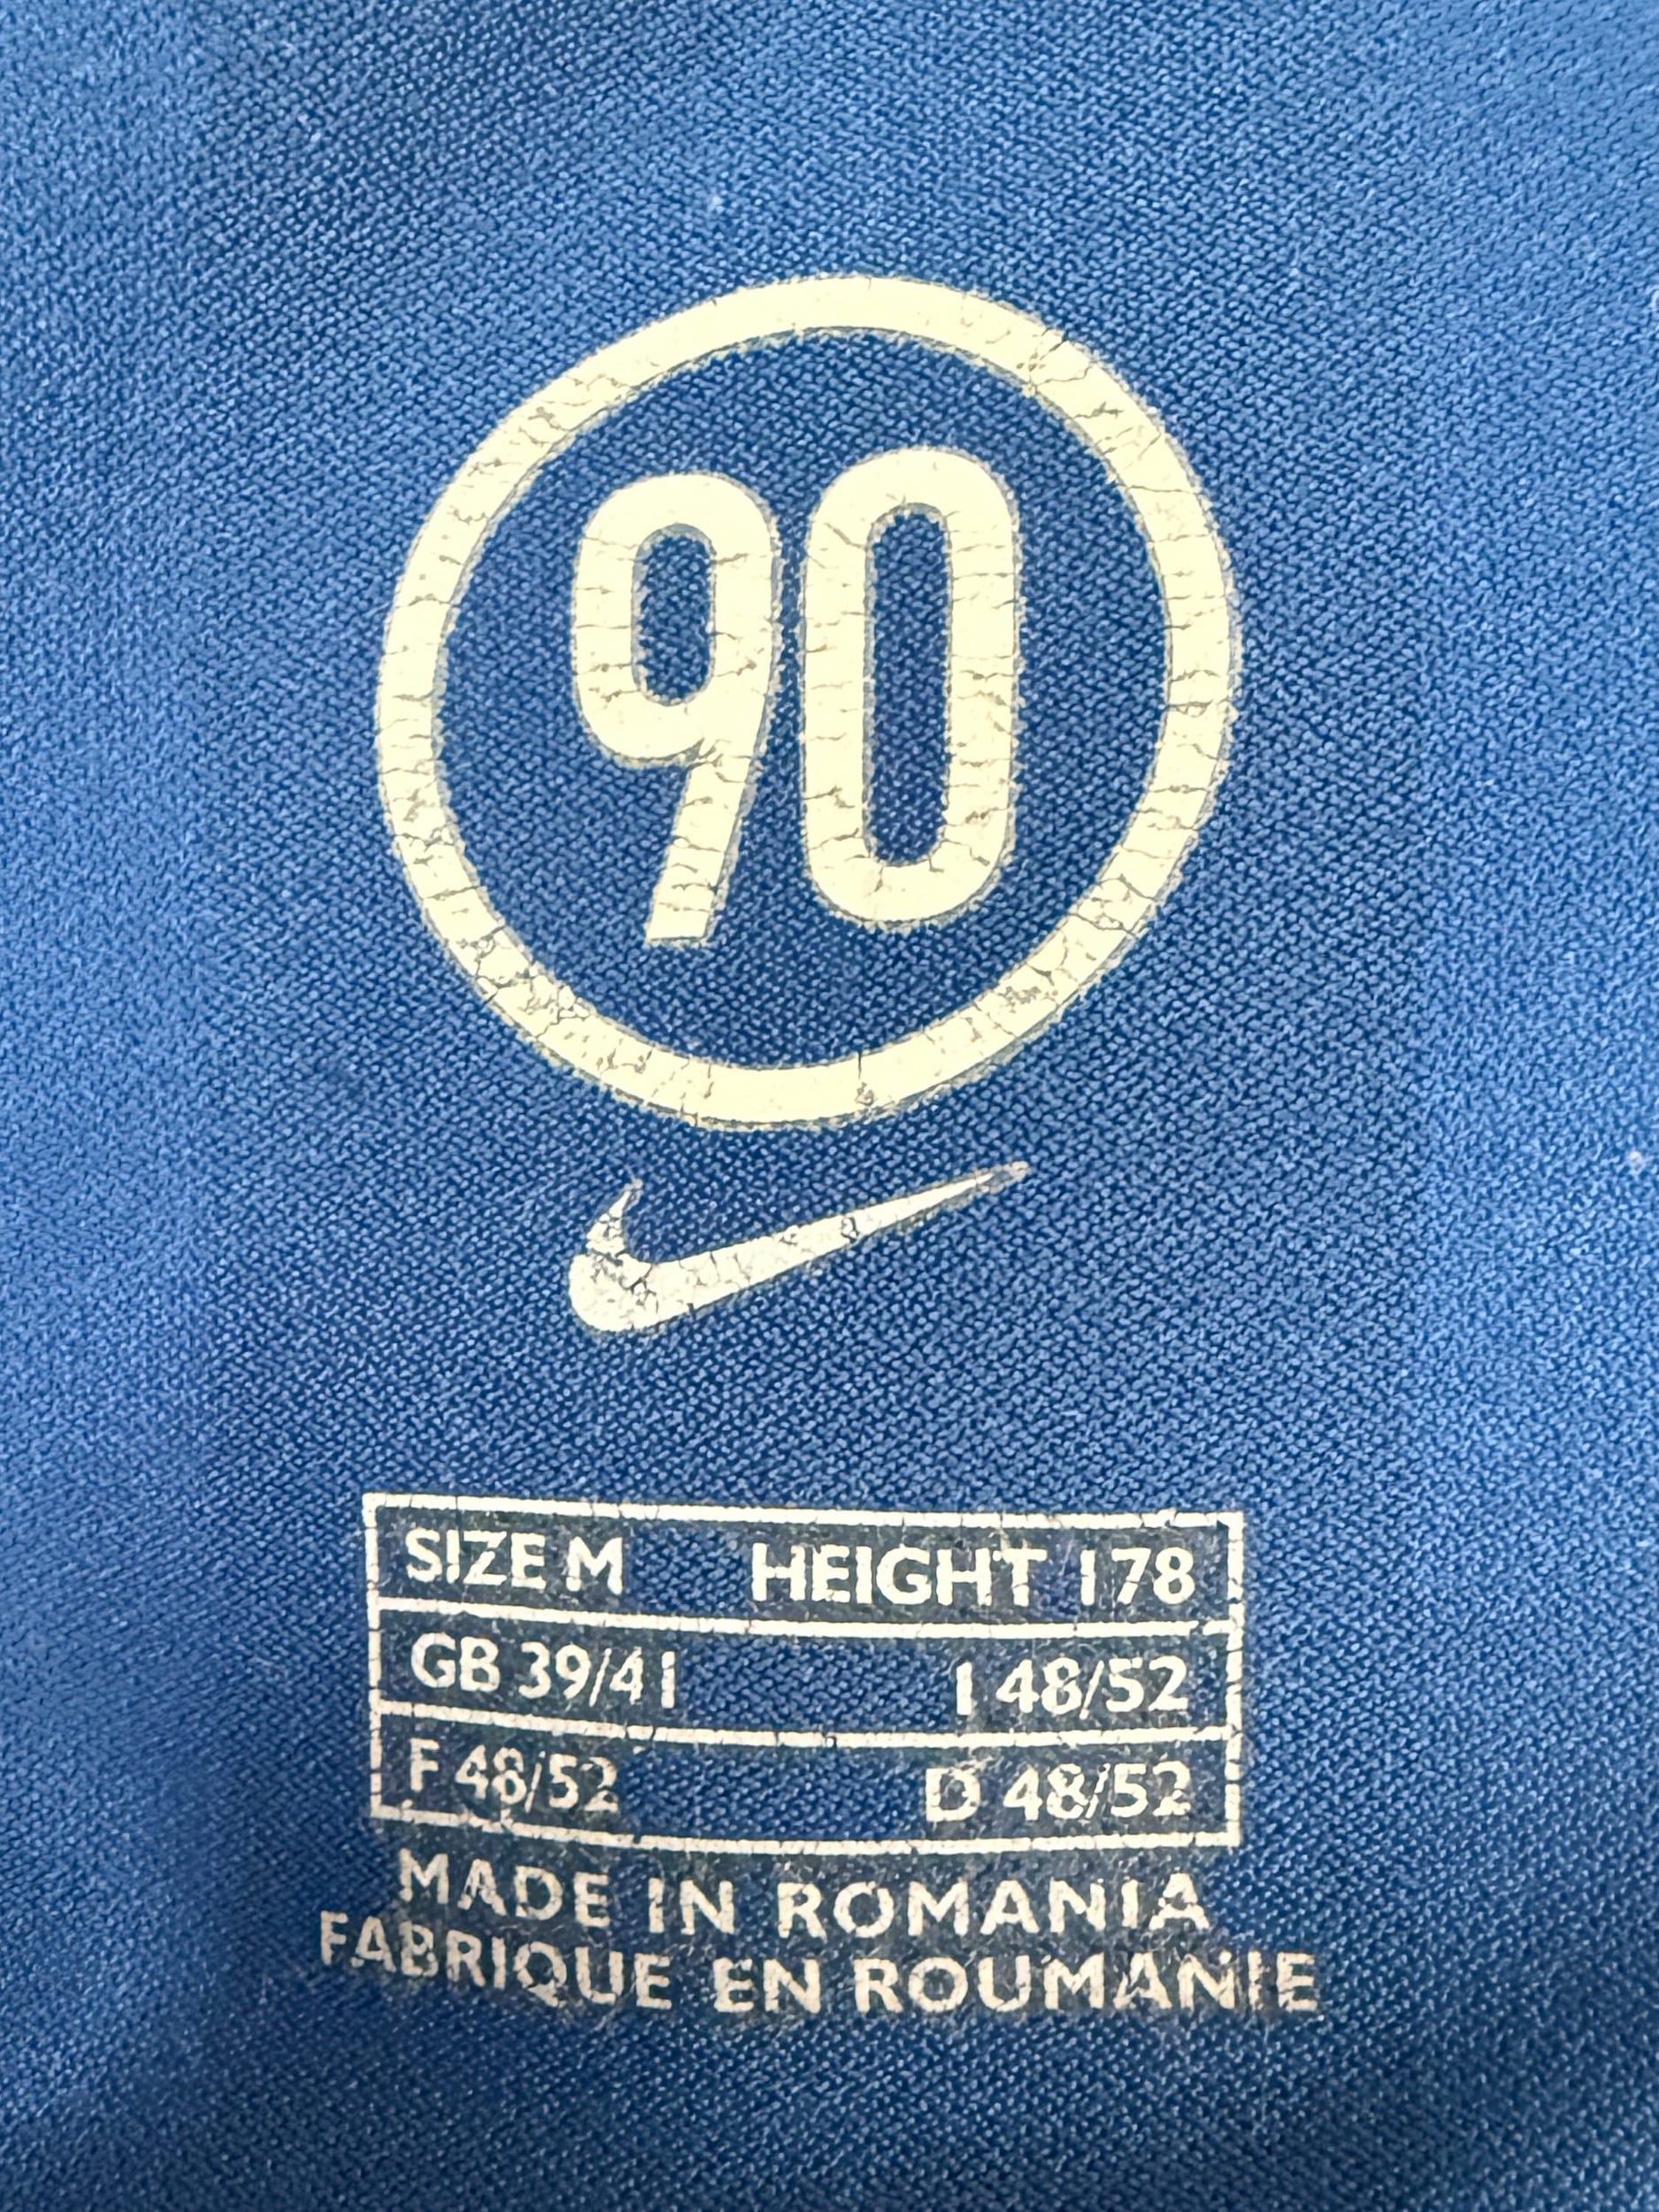 90
SIZE M HEIGHT 178
GB 39/41 I 48/52
F 48/52 D 48/52
MADE IN ROMANIA
FABRIQUE EN ROUMANIE